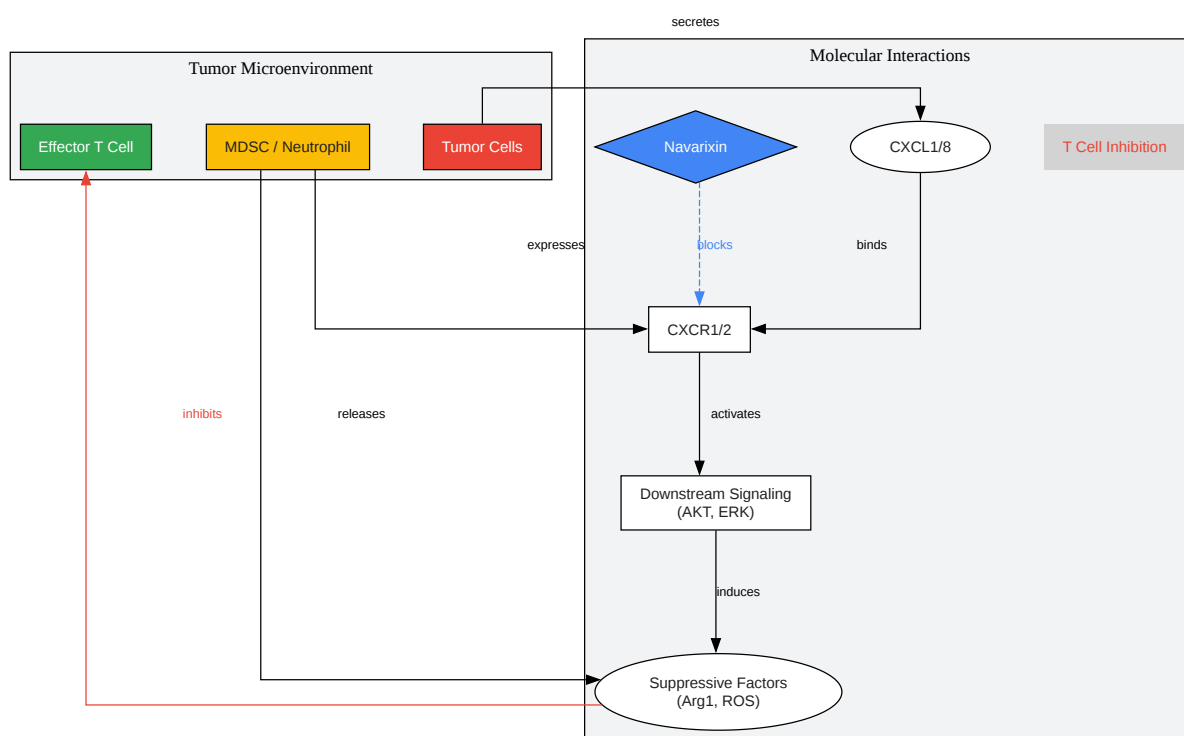 secretes
Tumor Microenvironment
Molecular Interactions
Effector T Cell
MDSC / Neutrophil
Tumor Cells
Navarixin
CXCL1/8
T Cell Inhibition
expresses
blocks
binds
CXCR1/2
inhibits
releases
activates
Downstream Signaling
(AKT, ERK)
induces
Suppressive Factors
(Arg1, ROS)